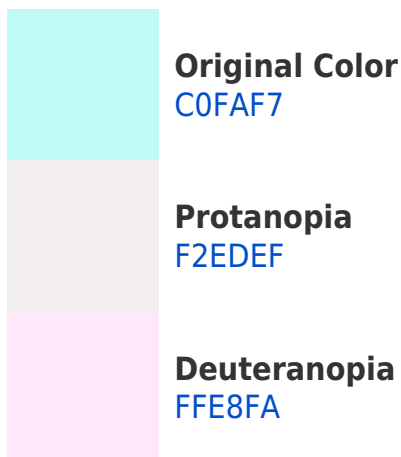 Original Color
C0FAF7
Protanopia
F2EDEF
Deuteranopia
FFE8FA